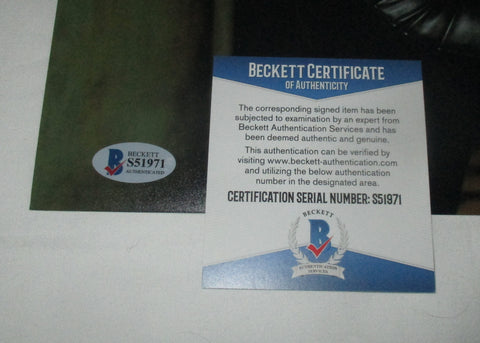 BECKETT CERTIFICATE
OF AUTHENTICITY
The corresponding signed item has been
subjected to examination by an expert from
Beckett Authentication Services and has
been deemed authentic and genuine.
This authentication can be verified by
visiting www.beckett-authentication.com
and utilizing the below authentication
number in the designated area.
CERTIFICATION SERIAL NUMBER: S51971
BECKETT
B
AUTHENTICATION
SERVICES
B
BECKETT
S51971
AUTHENTICATED